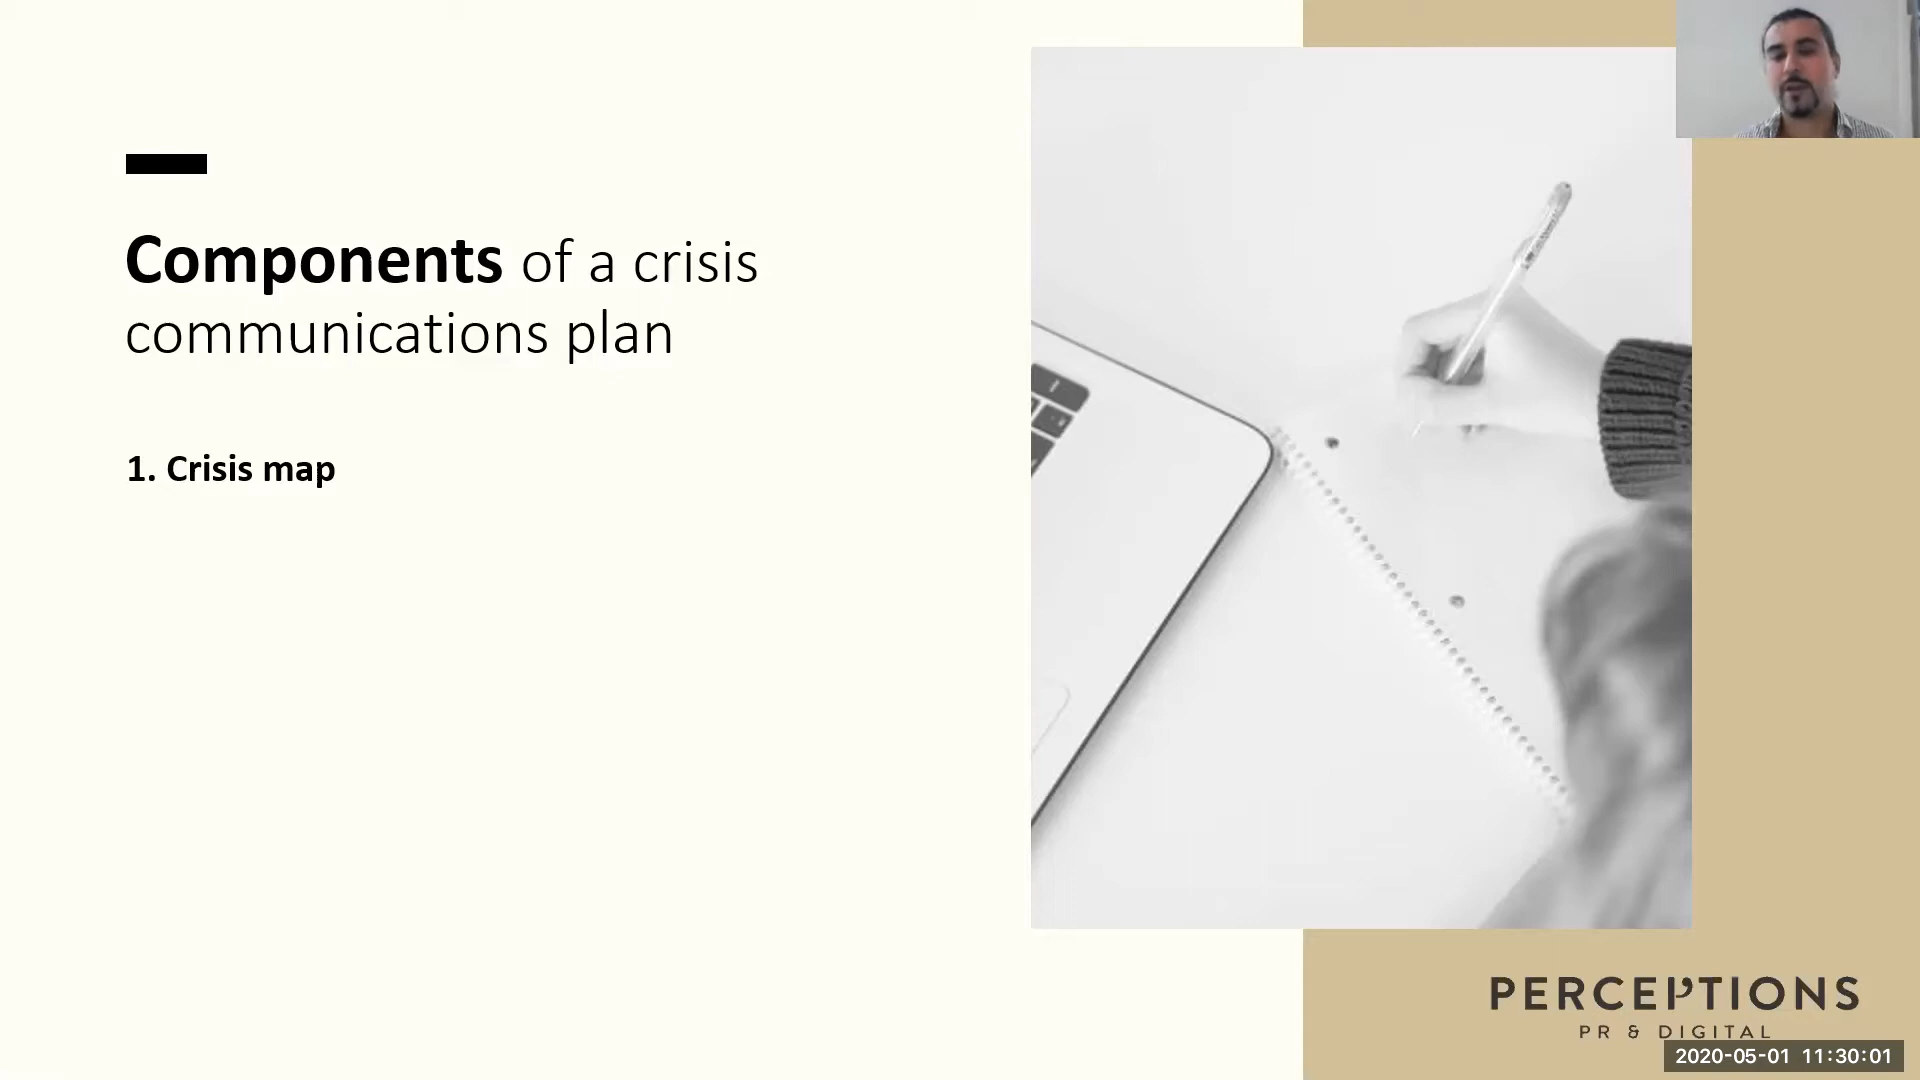 Components of a crisis
communications plan
1. Crisis map
PERCEPTIONS
PR & DIGITAL
2020-05-01 11:30:01